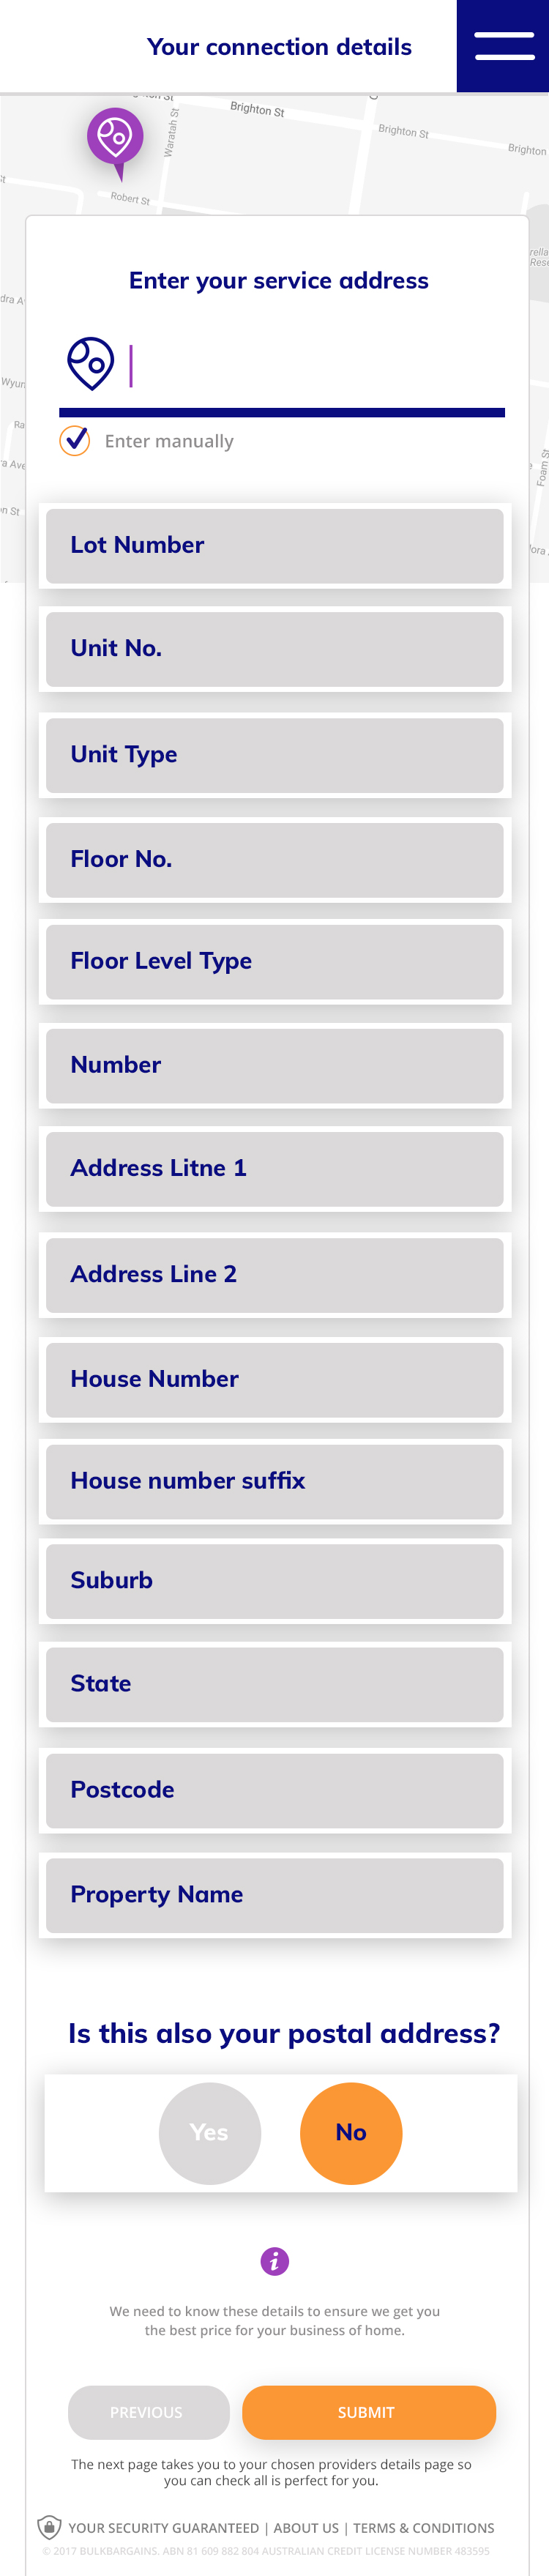 Your connection details
Brighton St
Waratah St
Brighton St
Brighton
Robert St
Enter your service address
Enter manually
Foam St
Lot Number
Unit No.
Unit Type
Floor No.
Floor Level Type
Number
Address Litne 1
Address Line 2
House Number
House number suffix
Suburb
State
Postcode
Property Name
Is this also your postal address?
Yes
No
We need to know these details to ensure we get you
the best price for your business of home.
PREVIOUS
SUBMIT
The next page takes you to your chosen providers details page so
you can check all is perfect for you.
YOUR SECURITY GUARANTEED | ABOUT US | TERMS & CONDITIONS
© 2017 BULKBARGAINS. ABN 81 609 882 804 AUSTRALIAN CREDIT LICENSE NUMBER 483595